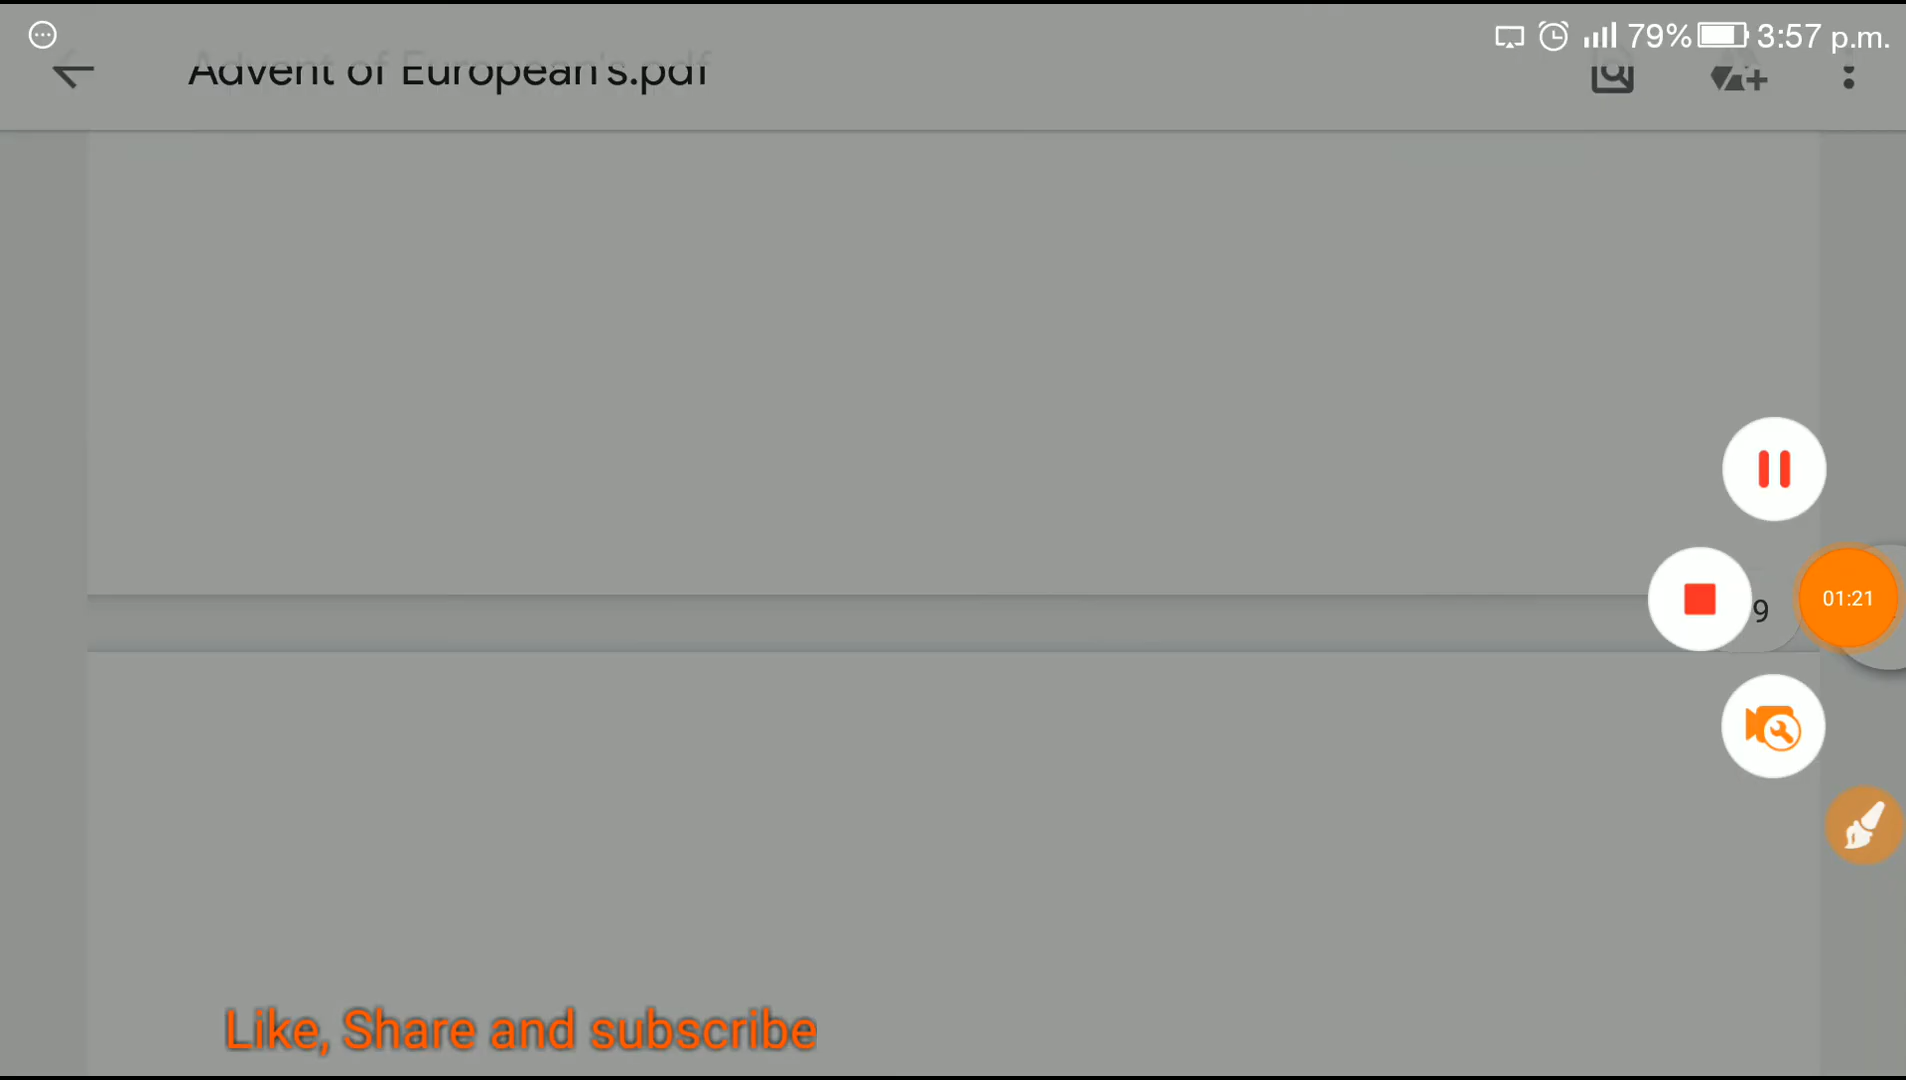 79% 3:57 p.m.
Advent of European's.pdf
9
01:21
Like, Share and subscribe